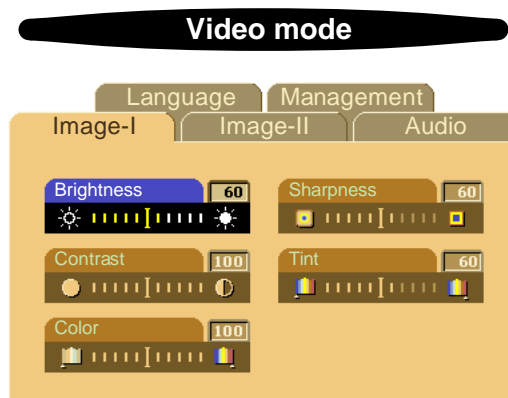 Video mode
Language Management
Image-I Image-II Audio
Brightness 60 Sharpness 60
Contrast 100 Tint 60
Color 100